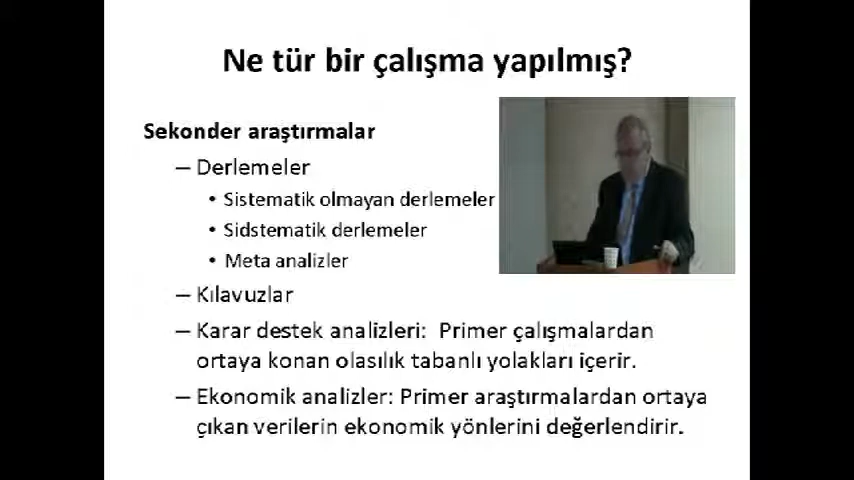 Ne tür bir çalışma yapılmış?
Sekonder araştırmalar
– Derlemeler
• Sistematik olmayan derlemeler
• Sidstematik derlemeler
• Meta analizler
– Kılavuzlar
– Karar destek analizleri: Primer çalışmalardan
ortaya konan olasılık tabanlı yolakları içerir.
– Ekonomik analizler: Primer araştırmalardan ortaya
çıkan verilerin ekonomik yönlerini değerlendirir.